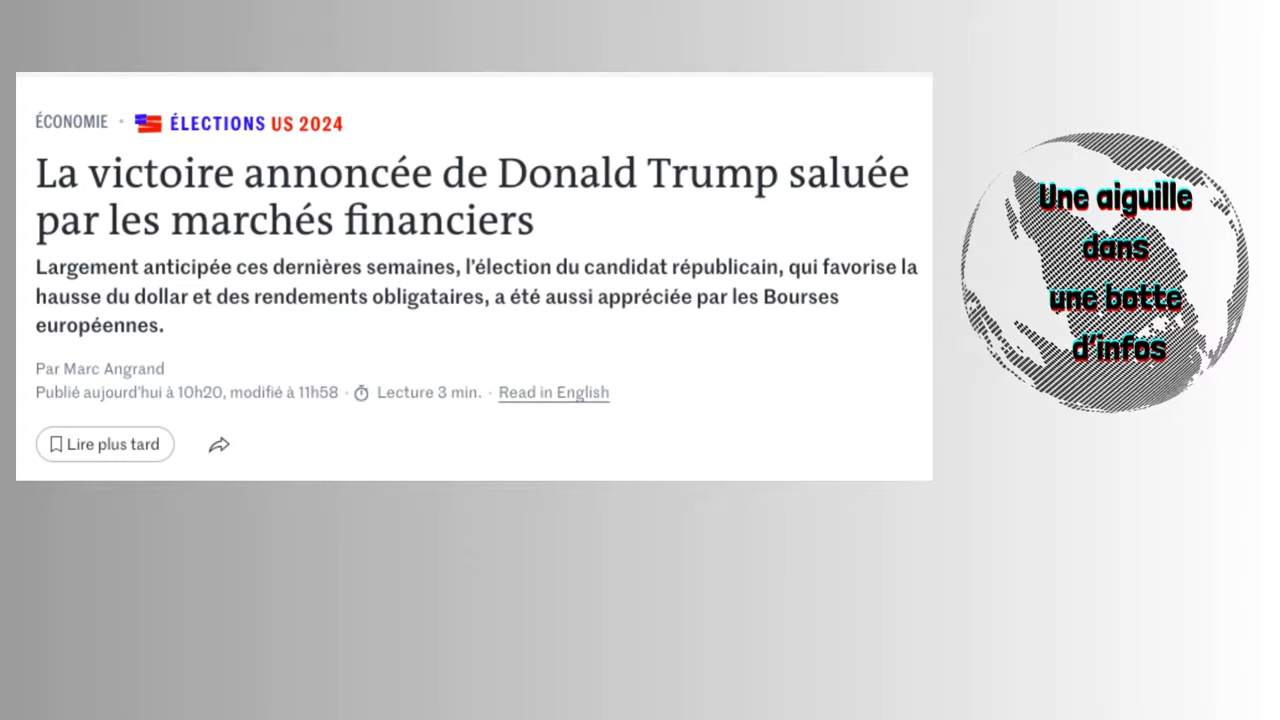 ÉCONOMIE • ÉLECTIONS US 2024
La victoire annoncée de Donald Trump saluée
par les marchés financiers
Largement anticipée ces dernières semaines, l'élection du candidat républicain, qui favorise la
hausse du dollar et des rendements obligataires, a été aussi appréciée par les Bourses
européennes.
Par Marc Angrand
Publié aujourd'hui à 10h20, modifié à 11h58 · Lecture 3 min. · Read in English
Lire plus tard
Une aiguille
dans
une botte
d'infos